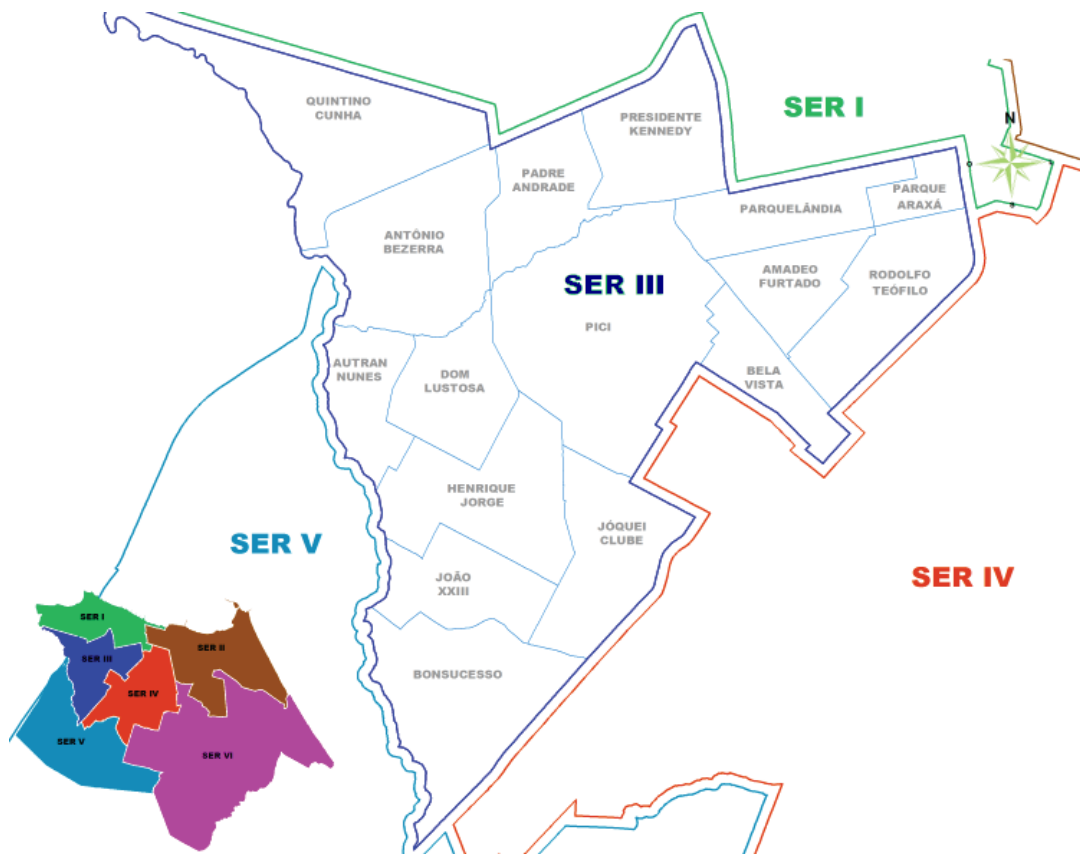 QUINTINO
CUNHA
PRESIDENTE
KENNEDY
SER I
N
PADRE
ANDRADE
PARQUE
ARAXÁ
PARQUELÂNDIA
ANTÔNIO
BEZERRA
SER III
AMADEO
FURTADO
RODOLFO
TEÓFILO
PICI
AUTRAN
NUNES
DOM
LUSTOSA
BELA
VISTA
HENRIQUE
JORGE
JÓQUEI
CLUBE
SER V
SER IV
JOÃO
XXIII
BONSUCESSO
SER I
SER II
SER III
SER IV
SER V
SER VI